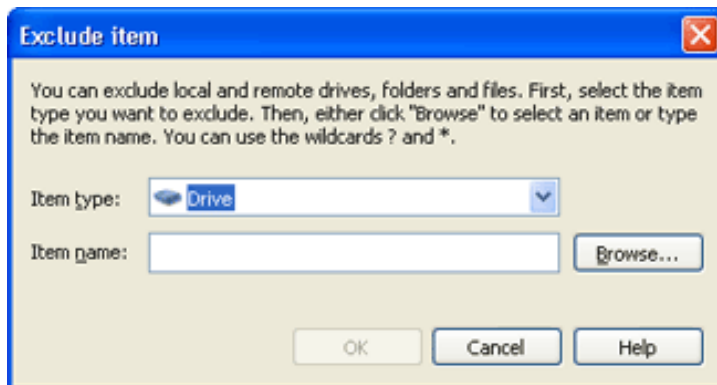 Exclude item
You can exclude local and remote drives, folders and files. First, select the item
type you want to exclude. Then, either click "Browse" to select an item or type
the item name. You can use the wildcards ? and *.
Item type: Drive
Item name: Browse...
OK Cancel Help